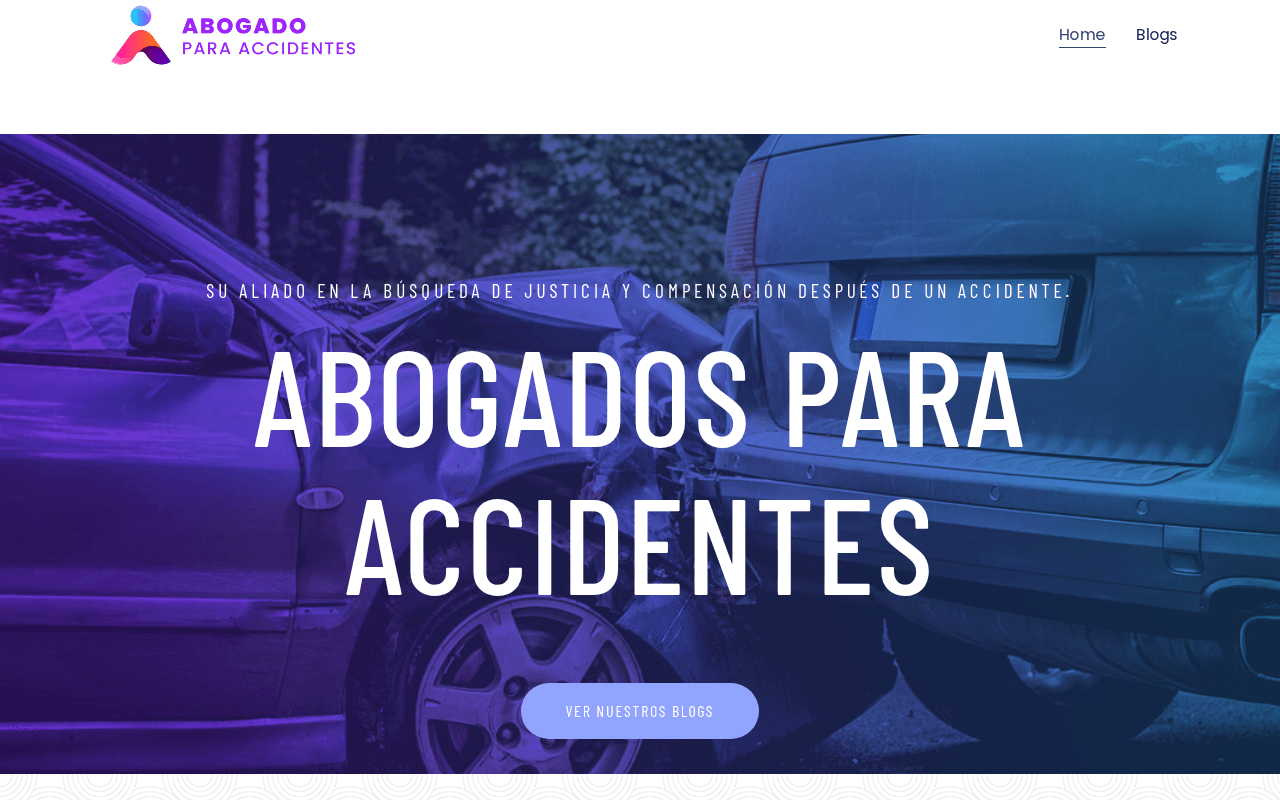 ABOGADO
PARA ACCIDENTES
Home
Blogs
SU ALIADO EN LA BÚSQUEDA DE JUSTICIA Y COMPENSACIÓN DESPUÉS DE UN ACCIDENTE.
ABOGADOS PARA
ACCIDENTES
VER NUESTROS BLOGS